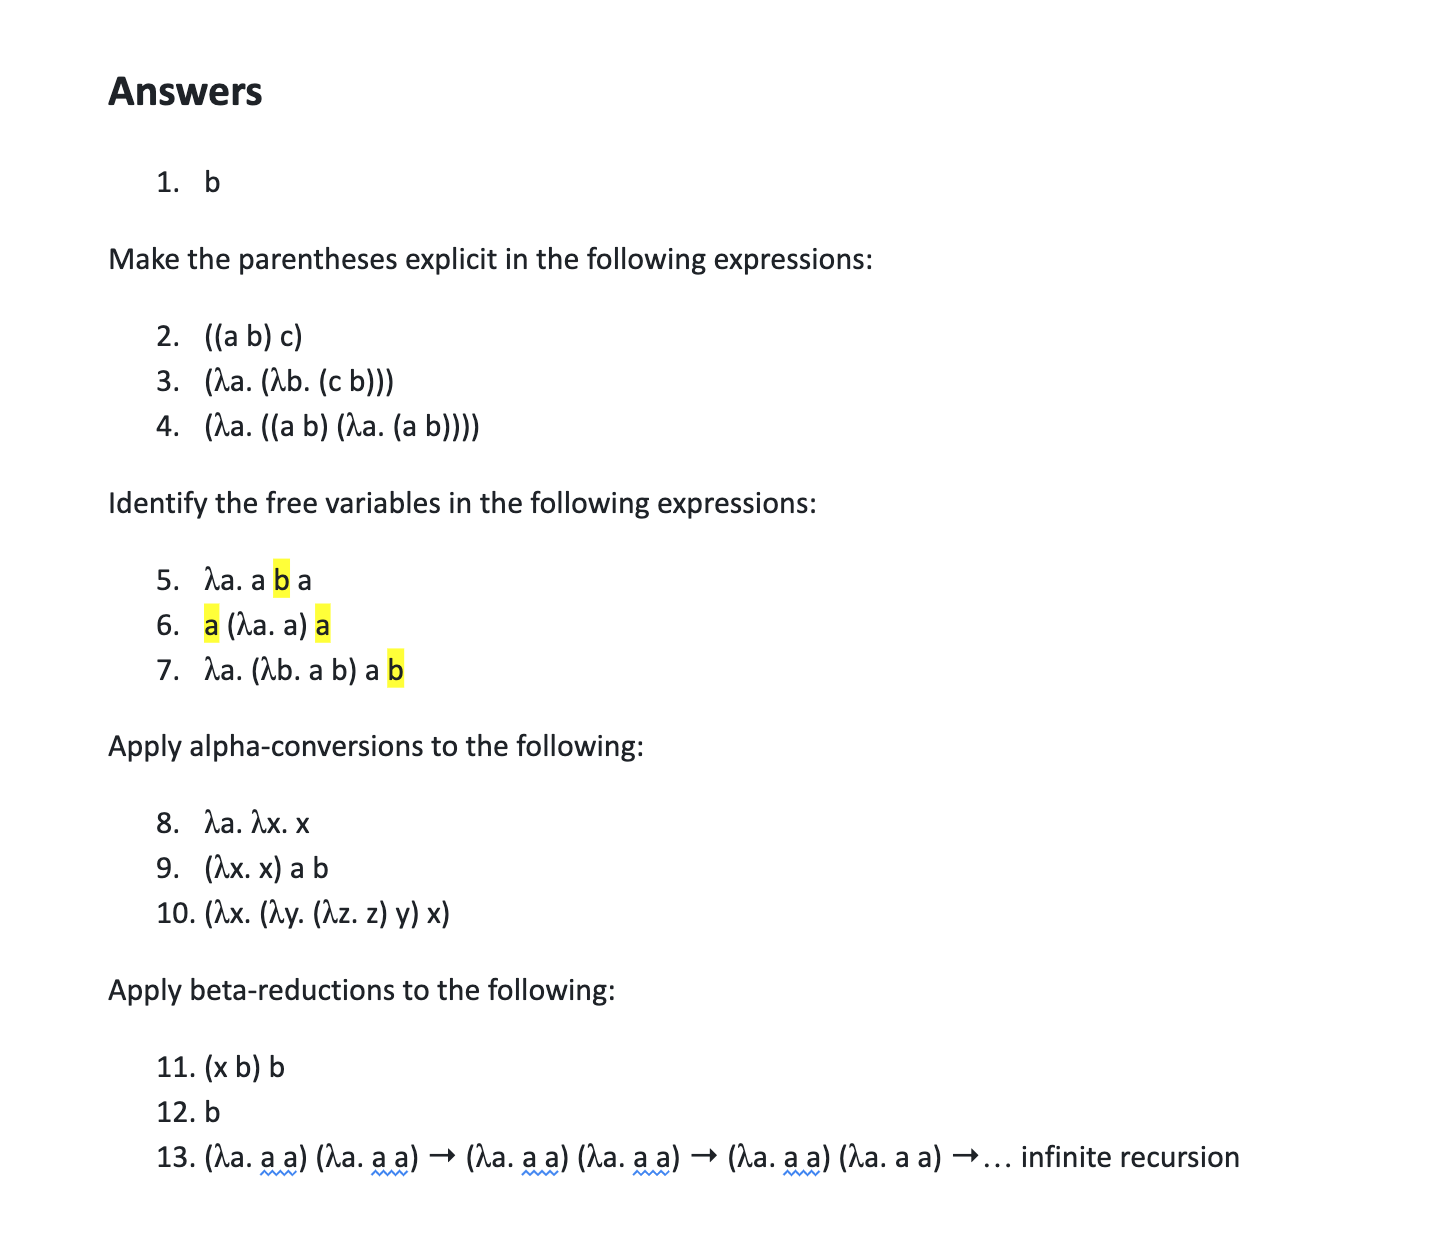 Answers
1. b
Make the parentheses explicit in the following expressions:
2. ((a b) c)
3. (λa. (λb. (c b)))
4. (λa. ((a b) (λa. (a b))))
Identify the free variables in the following expressions:
5. λa. a b a
6. a (λa. a) a
7. λa. (λb. a b) a b
Apply alpha-conversions to the following:
8. λa. λx. x
9. (λx. x) a b
10. (λx. (λy. (λz. z) y) x)
Apply beta-reductions to the following:
11. (x b) b
12. b
13. (λa. a a) (λa. a a) → (λa. a a) (λa. a a) → (λa. a a) (λa. a a) →... infinite recursion